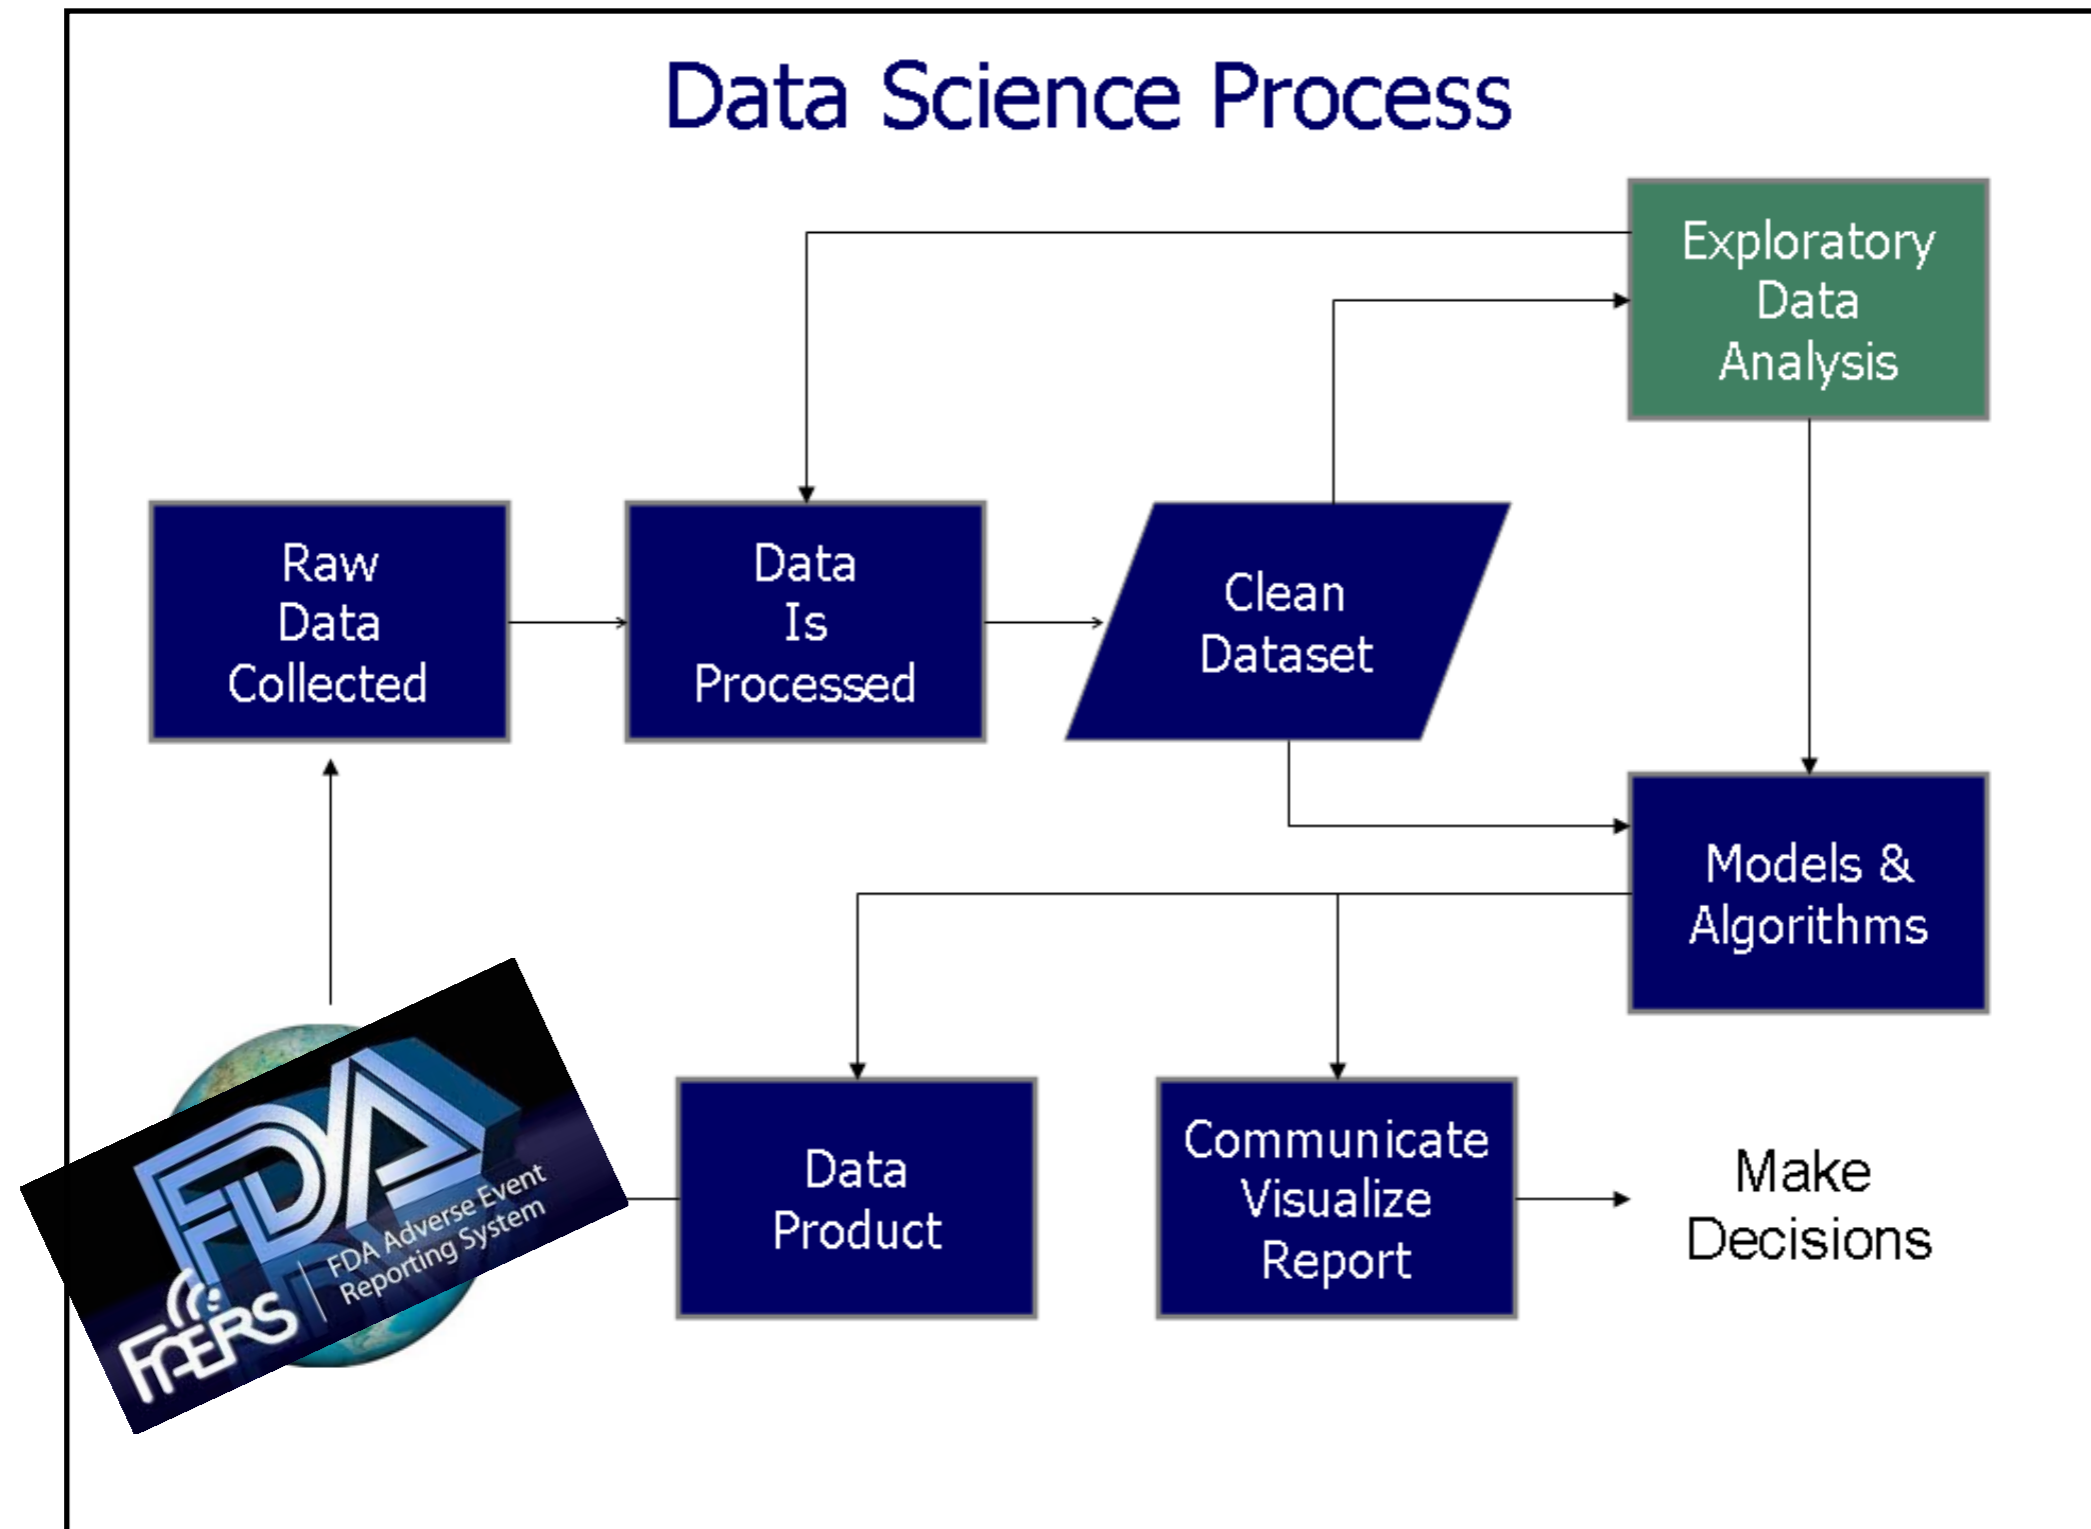 Data Science Process
Exploratory
Data
Analysis
Raw
Data
Collected
Data
Is
Processed
Clean
Dataset
Models &
Algorithms
FDA
FDA Adverse Event
Reporting System
FAERS
Data
Product
Communicate
Visualize
Report
Make
Decisions